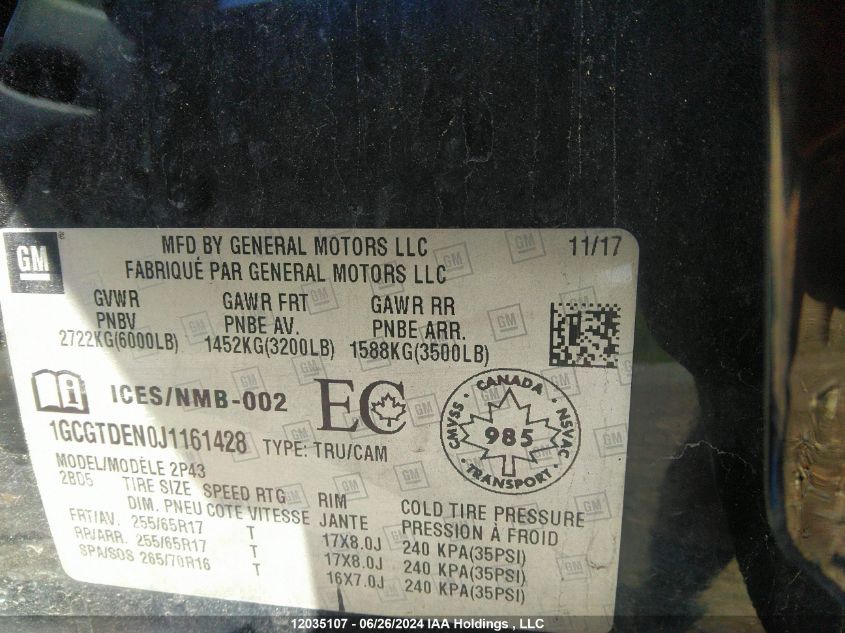 GM
MFD BY GENERAL MOTORS LLC 11/17
FABRIQUÉ PAR GENERAL MOTORS LLC
GVWR GAWR FRT GAWR RR
PNBV PNBE AV. PNBE ARR.
2722KG(6000LB) 1452KG(3200LB) 1588KG(3500LB)
ICES/NMB-002 EC
CANADA
CMVSS 985 NSVAC
TRANSPORT
1GCGTDEN0J1161428 TYPE: TRU/CAM
MODEL/MODÈLE 2P43
2BD5 TIRE SIZE SPEED RTG RIM COLD TIRE PRESSURE
DIM. PNEU COTE VITESSE JANTE PRESSION À FROID
FRT/AV. 255/65R17 T 17X8.0J 240 KPA(35PSI)
RP/ARR. 255/65R17 T 17X8.0J 240 KPA(35PSI)
SPA/SOS 265/70R16 T 16X7.0J 240 KPA(35PSI)
12035107 - 06/26/2024 IAA Holdings , LLC